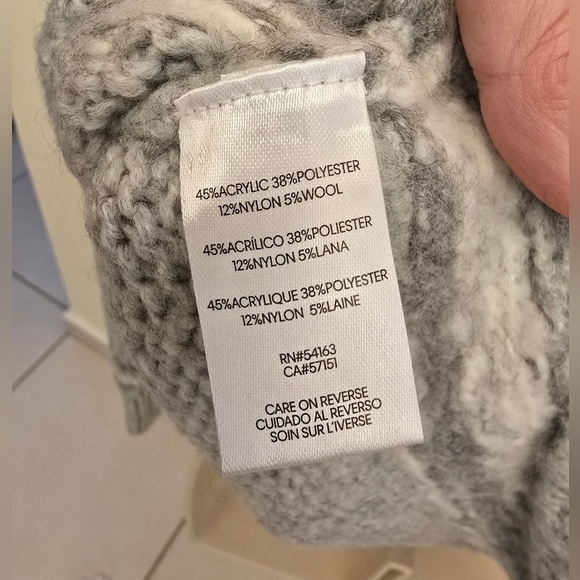 45%ACRYLIC 38%POLYESTER
12%NYLON 5%WOOL
45%ACRÍLICO 38%POLIESTER
12%NYLON 5%LANA
45%ACRYLIQUE 38%POLYESTER
12%NYLON 5%LAINE
RN#54163
CA#57151
CARE ON REVERSE
CUIDADO AL REVERSO
SOIN SUR L'IVERSE